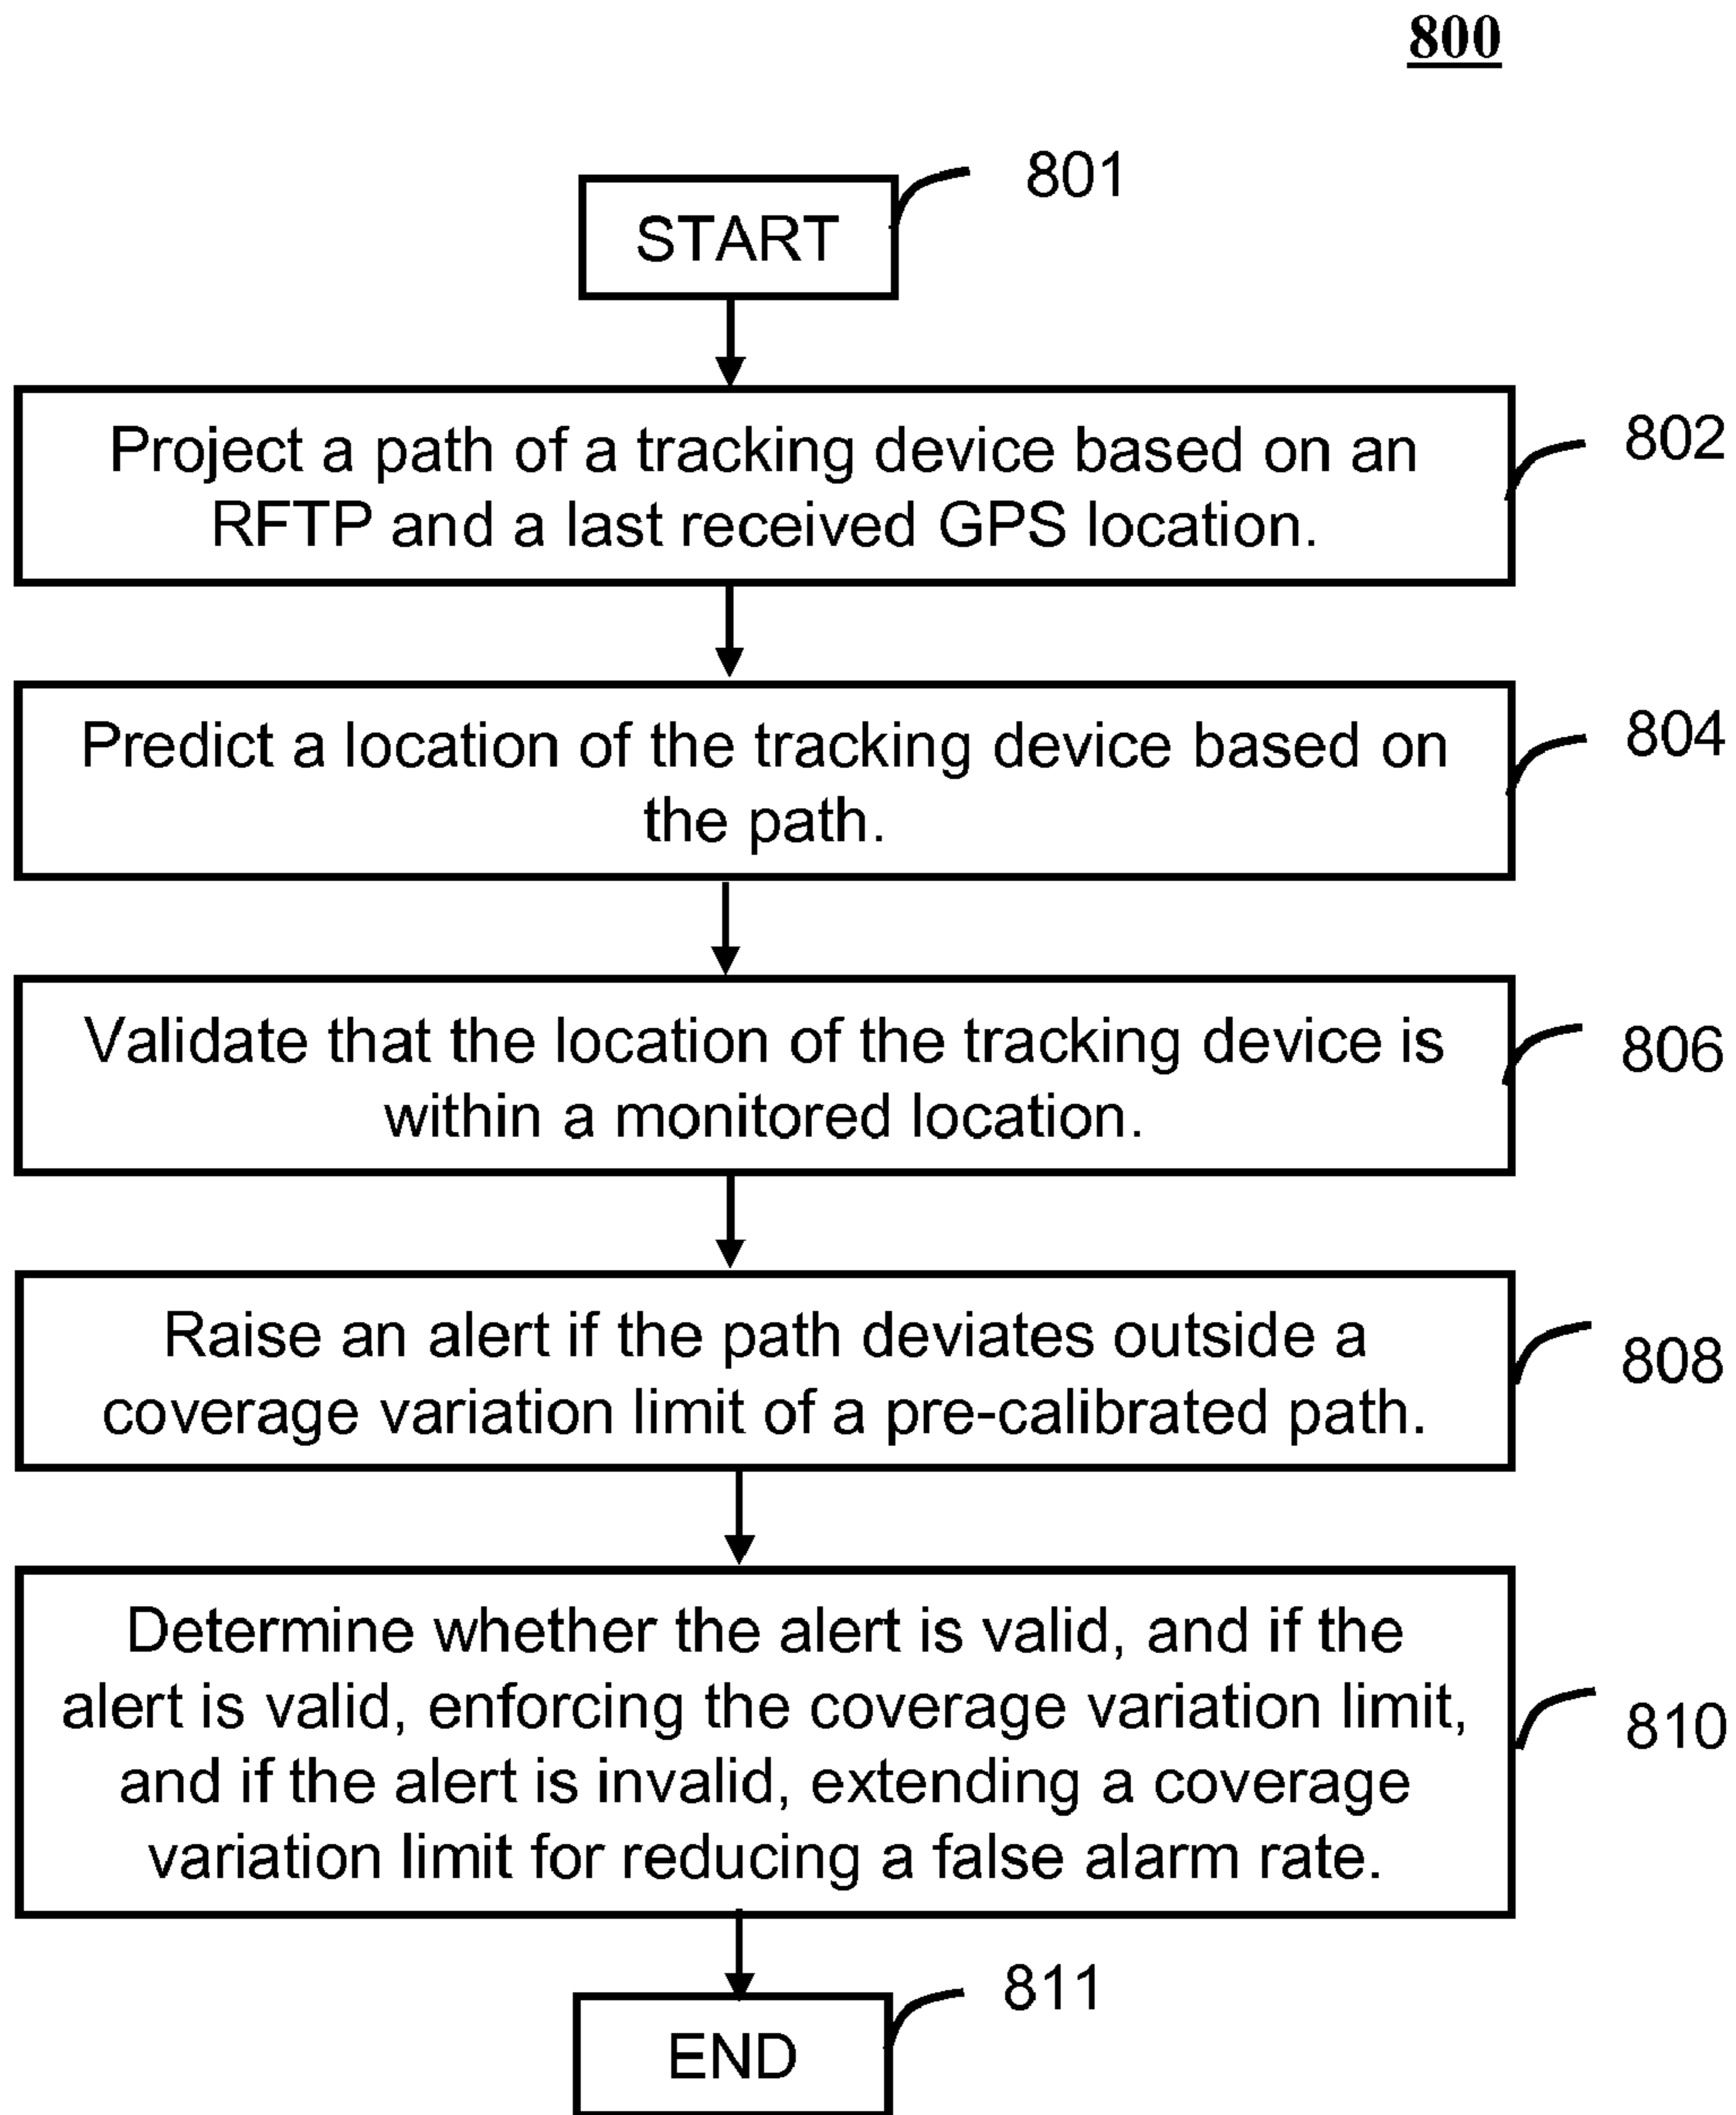 800
801
START
Project a path of a tracking device based on an
RFTP and a last received GPS location.
802
Predict a location of the tracking device based on
the path.
804
Validate that the location of the tracking device is
within a monitored location.
806
Raise an alert if the path deviates outside a
coverage variation limit of a pre-calibrated path.
808
Determine whether the alert is valid, and if the
alert is valid, enforcing the coverage variation limit,
and if the alert is invalid, extending a coverage
variation limit for reducing a false alarm rate.
810
811
END